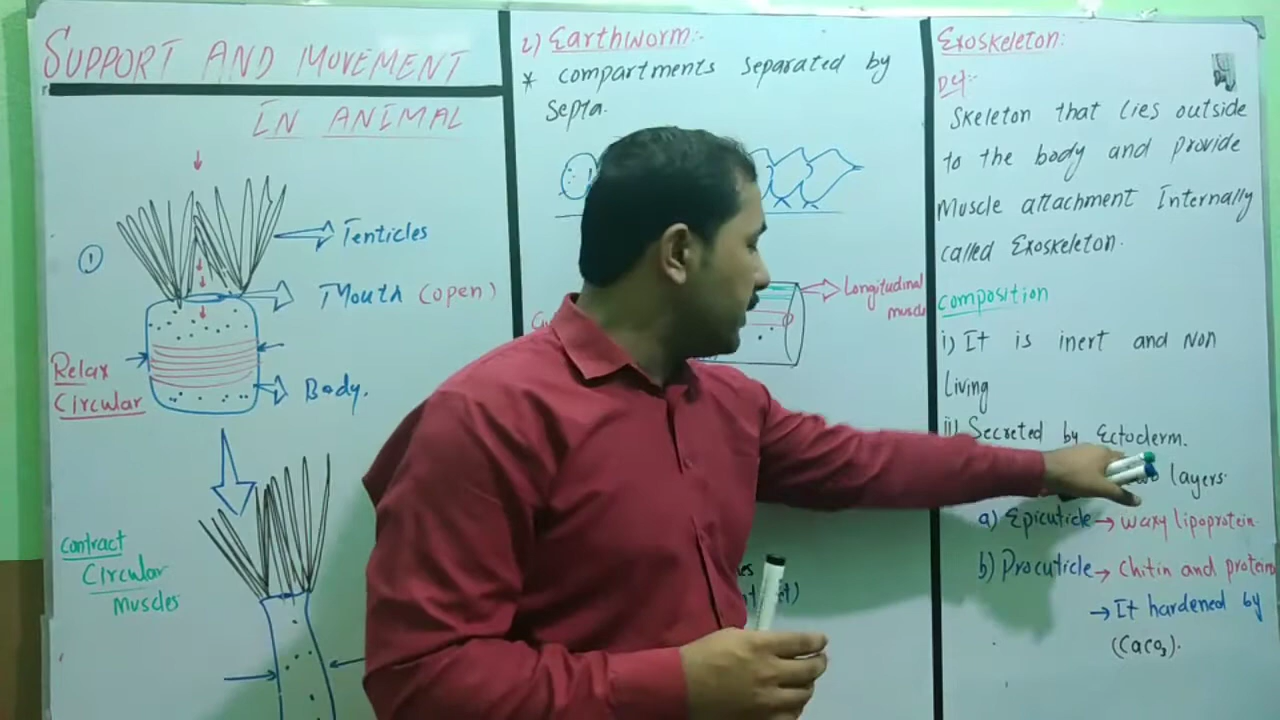 SUPPORT AND MOVEMENT
IN ANIMAL
①
Tenticles
Mouth (open)
Relax
Circular
Body.
contract
Circular
Muscles
2) Earthworm:-
* compartments separated by
Septa.
Longitudinal
muscle
Exoskeleton:
Def:-
Skeleton that lies outside
to the body and provide
Muscle attachment Internally
called Exoskeleton.
composition
i) It is inert and Non
Living
ii) Secreted by Ectoderm.
layers.
a) Epicuticle → waxy lipoprotein.
b) Procuticle → Chitin and protein
→ It hardened by
(CaCO₃).